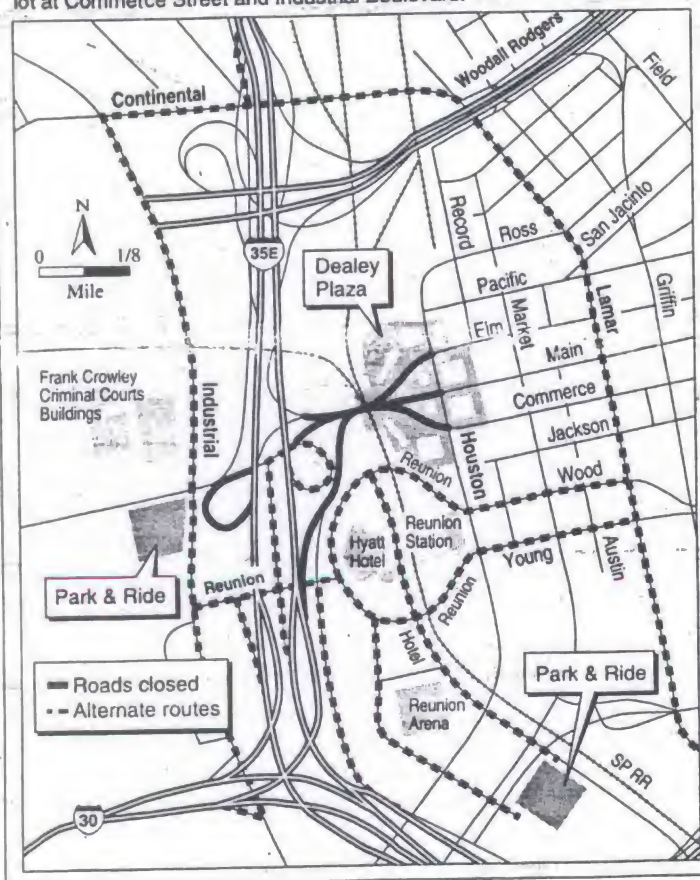 lot at Commerce Street and Industrial Boulevard.
Woodall Rodgers
Field
Continental
N
0 1/8
Mile
35E
Dealey
Plaza
Record
Ross
San Jacinto
Pacific
Elm
Market
Lamar
Griffin
Main
Commerce
Jackson
Frank Crowley
Criminal Courts
Buildings
Industrial
Houston
Reunion
Wood
Reunion
Station
Hyatt
Hotel
Young
Austin
Park & Ride
Reunion
Reunion
Hotel
Roads closed
Alternate routes
Reunion
Arena
Park & Ride
SP RR
30